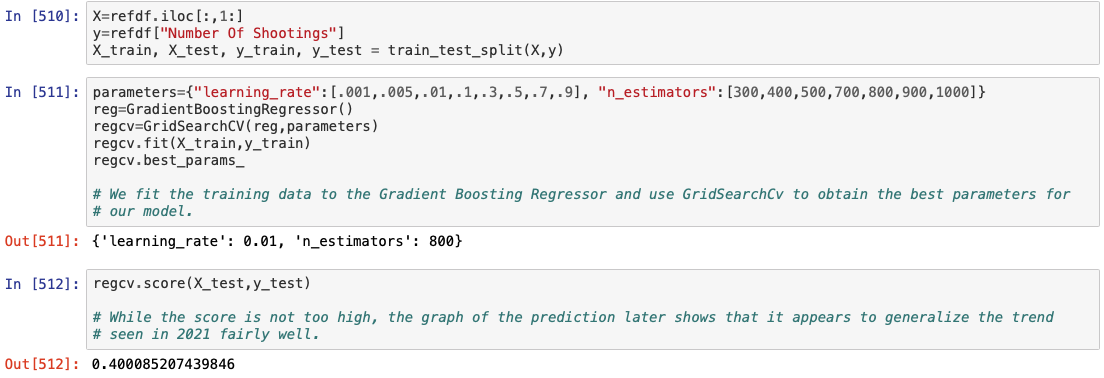 In [510]: X=refdf.iloc[:,1:]
y=refdf["Number Of Shootings"]
X_train, X_test, y_train, y_test = train_test_split(X,y)
In [511]: parameters={"learning_rate":[.001,.005,.01,.1,.3,.5,.7,.9], "n_estimators":[300,400,500,700,800,900,1000]}
reg=GradientBoostingRegressor()
regcv=GridSearchCV(reg,parameters)
regcv.fit(X_train,y_train)
regcv.best_params_
# We fit the training data to the Gradient Boosting Regressor and use GridSearchCv to obtain the best parameters for
# our model.
Out[511]: {'learning_rate': 0.01, 'n_estimators': 800}
In [512]: regcv.score(X_test,y_test)
# While the score is not too high, the graph of the prediction later shows that it appears to generalize the trend
# seen in 2021 fairly well.
Out[512]: 0.400085207439846